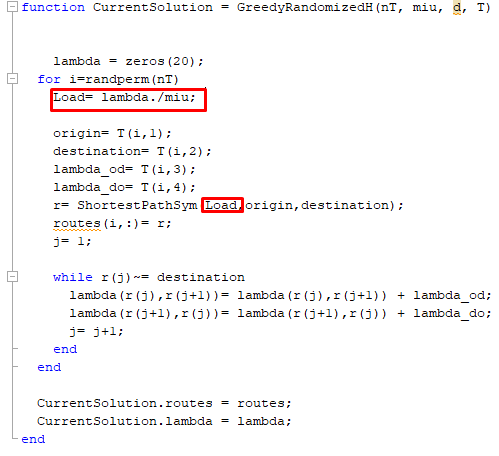 function CurrentSolution = GreedyRandomizedH(nT, miu, d, T)
lambda = zeros(20);
for i=randperm(nT)
Load= lambda./miu;
origin= T(i,1);
destination= T(i,2);
lambda_od= T(i,3);
lambda_do= T(i,4);
r= ShortestPathSym(Load,origin,destination);
routes(i,:)= r;
j= 1;
while r(j)~= destination
lambda(r(j),r(j+1))= lambda(r(j),r(j+1)) + lambda_od;
lambda(r(j+1),r(j))= lambda(r(j+1),r(j)) + lambda_do;
j= j+1;
end
end
CurrentSolution.routes = routes;
CurrentSolution.lambda = lambda;
end